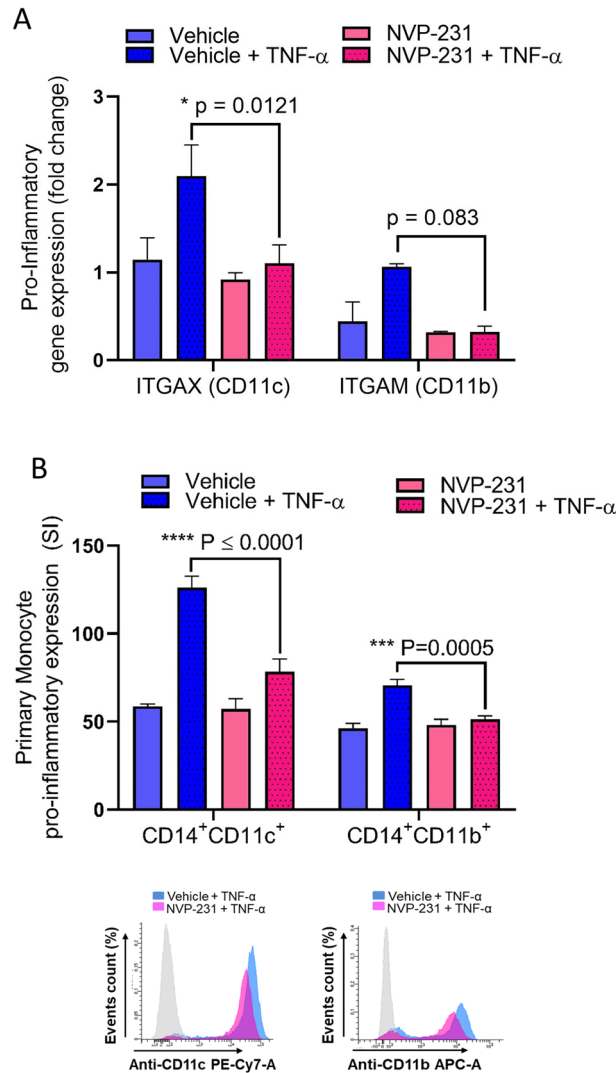 A
Vehicle
NVP-231
Vehicle + TNF-α
NVP-231 + TNF-α
Pro-Inflammatory
gene expression (fold change)
3
2
1
0
* p = 0.0121
p = 0.083
ITGAX (CD11c)
ITGAM (CD11b)
B
Vehicle
NVP-231
Vehicle + TNF-α
NVP-231 + TNF-α
Primary Monocyte
pro-inflammatory expression (SI)
150
100
50
0
**** P ≤ 0.0001
*** P=0.0005
CD14⁺CD11c⁺
CD14⁺CD11b⁺
Vehicle + TNF-α
NVP-231 + TNF-α
Events count (%)
Anti-CD11c PE-Cy7-A
Vehicle + TNF-α
NVP-231 + TNF-α
Events count (%)
Anti-CD11b APC-A